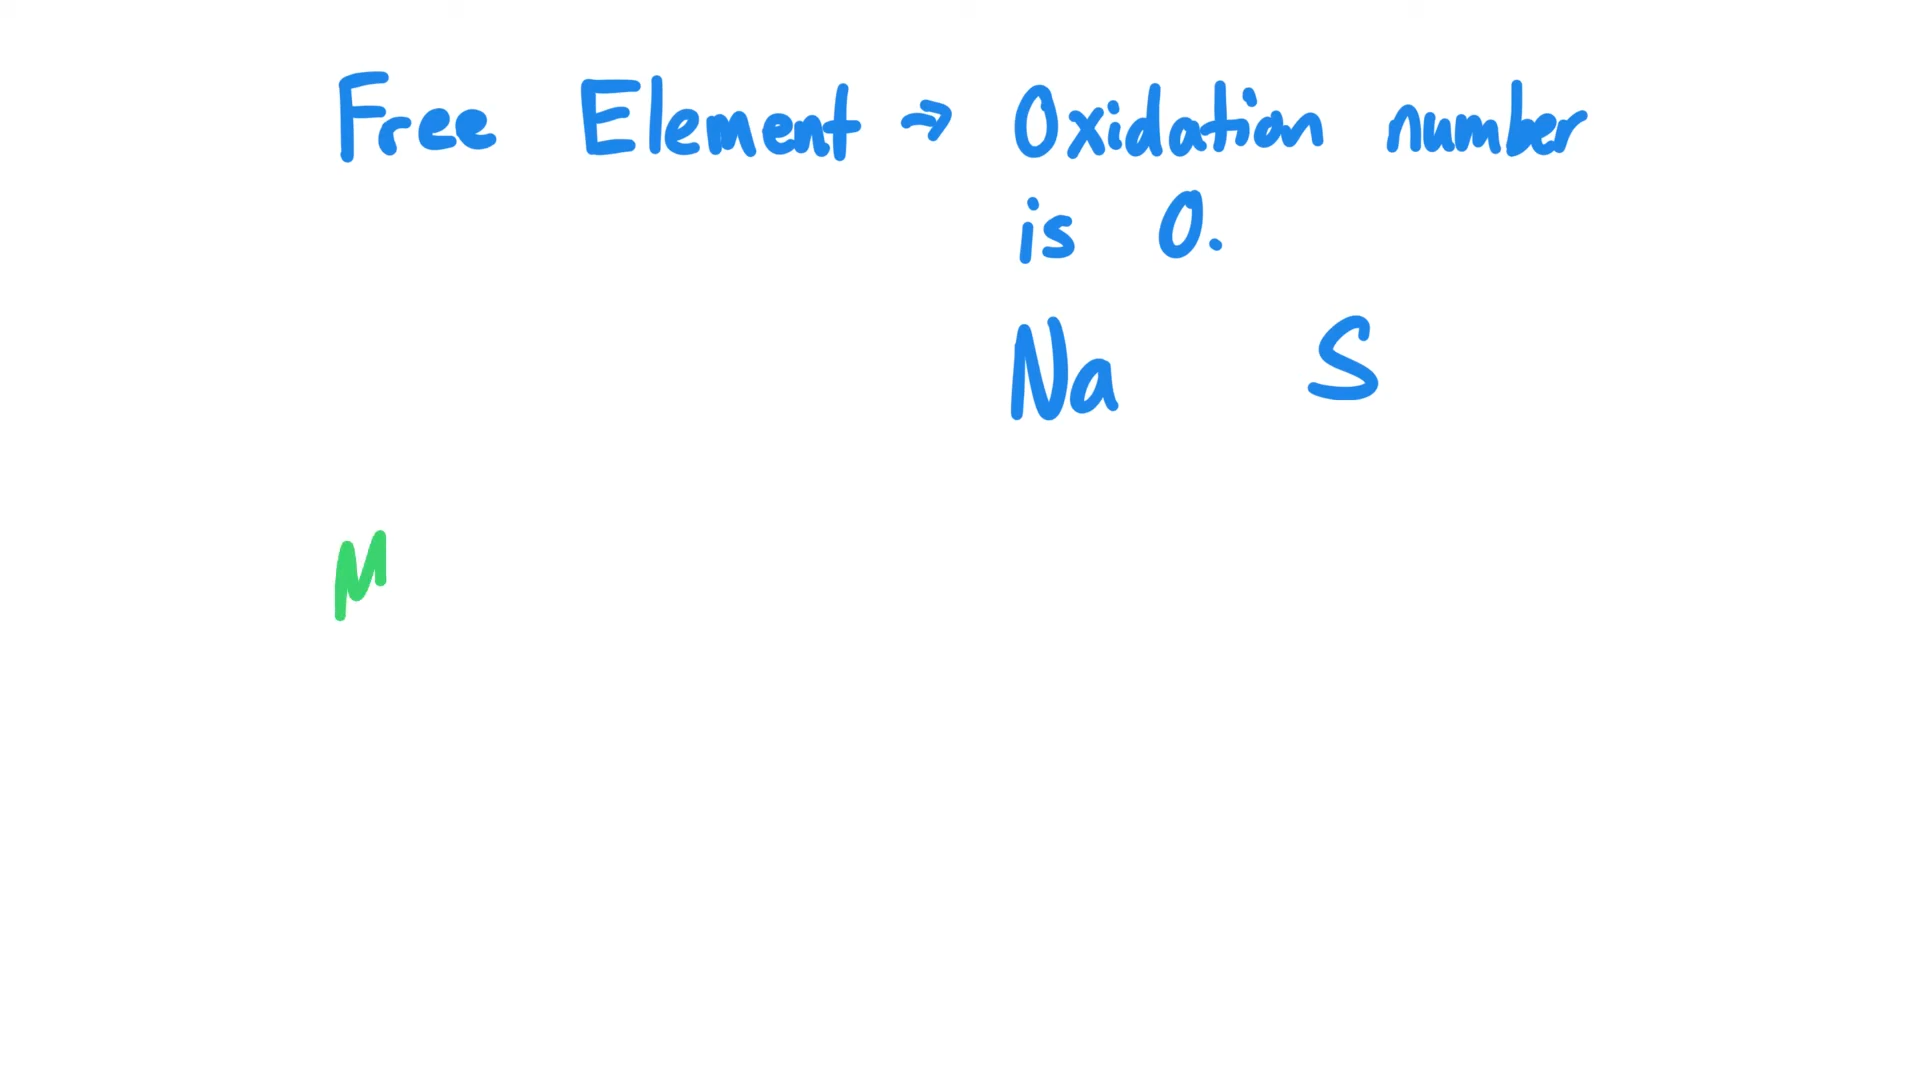 Free Element → Oxidation number
is 0.
Na S
M